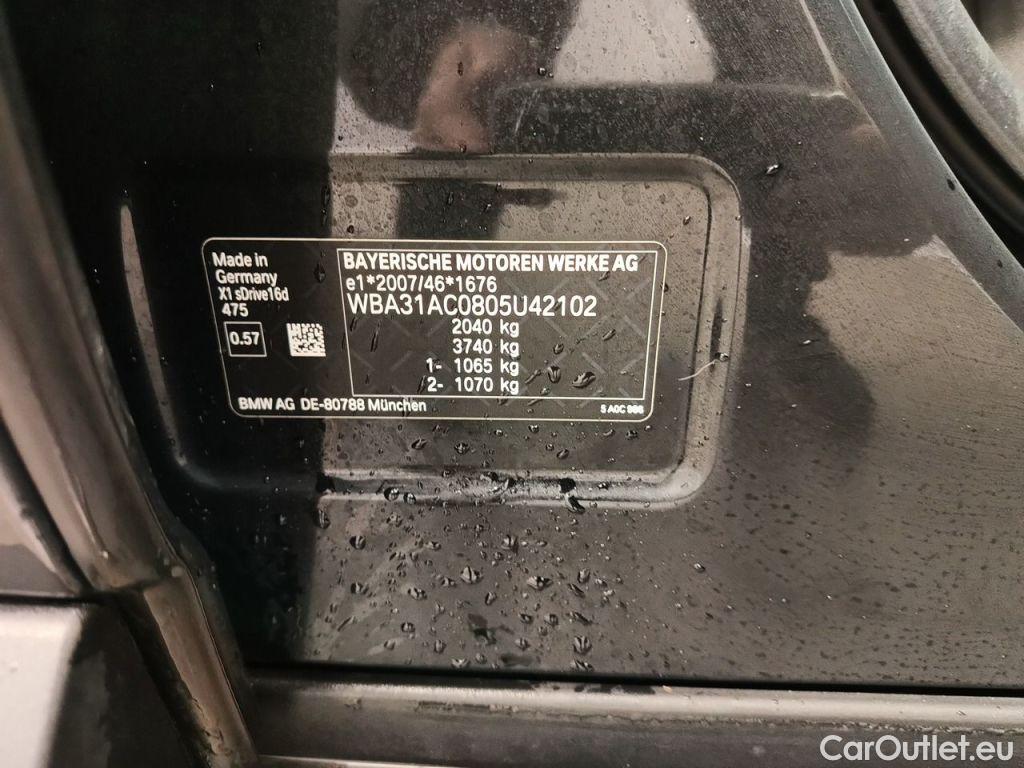 Made in
Germany
X1 sDrive16d
475
0.57
BAYERISCHE MOTOREN WERKE AG
e1*2007/46*1676
WBA31AC0805U42102
2040 kg
3740 kg
1- 1065 kg
2- 1070 kg
BMW AG DE-80788 München
CarOutlet.eu